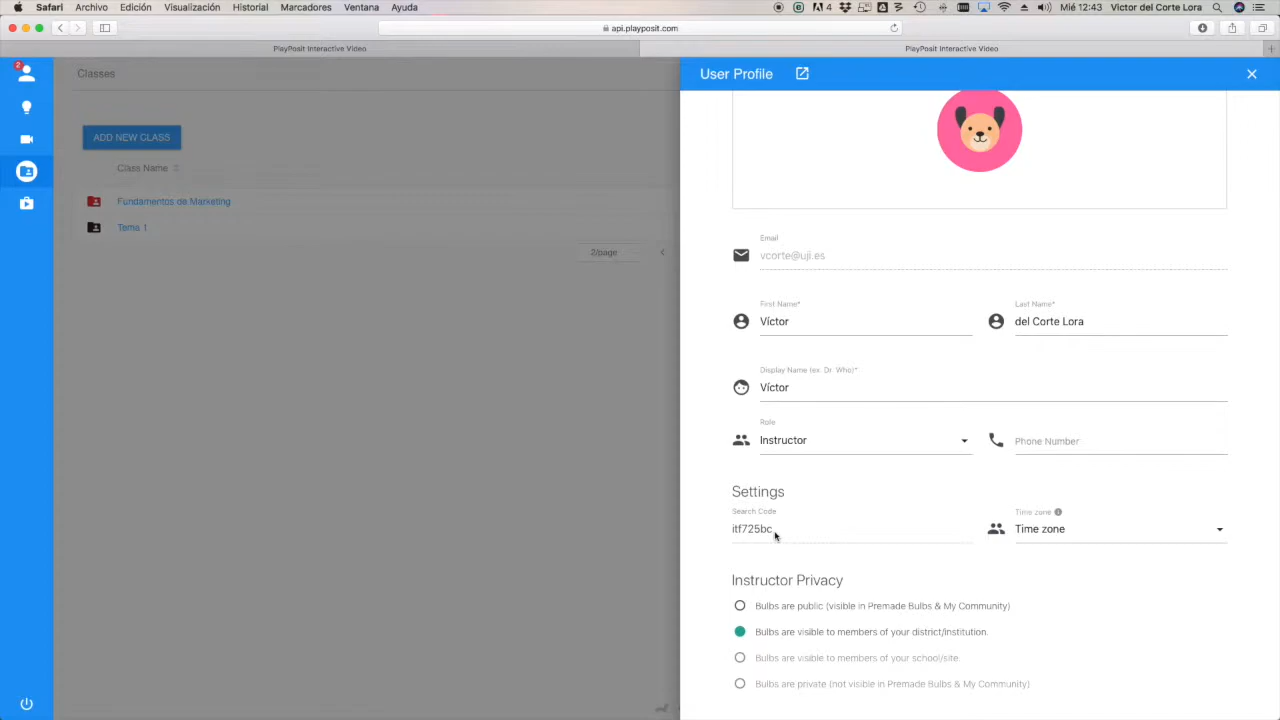 Safari Archivo Edición Visualización Historial Marcadores Ventana Ayuda 4 Mié 12:43 Víctor del Corte Lora
api.playposit.com
PlayPosit Interactive Video PlayPosit Interactive Video
2
Classes
User Profile
ADD NEW CLASS
Class Name
Fundamentos de Marketing
Tema 1
2/page
Email
vcorte@uji.es
First Name* Last Name*
Víctor del Corte Lora
Display Name (ex. Dr. Who)*
Víctor
Role
Instructor Phone Number
Settings
Search Code Time zone
itf725bc Time zone
Instructor Privacy
Bulbs are public (visible in Premade Bulbs & My Community)
Bulbs are visible to members of your district/institution.
Bulbs are visible to members of your school/site.
Bulbs are private (not visible in Premade Bulbs & My Community)